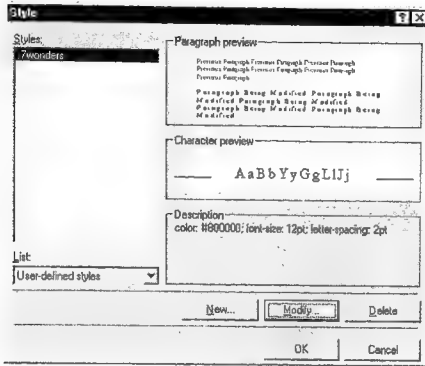 Style
Styles:
7wonders
Paragraph preview
Previous Paragraph Previous Paragraph Previous Paragraph
Previous Paragraph Previous Paragraph Previous Paragraph
Previous Paragraph
Paragraph Being Modified Paragraph Being
Modified Paragraph Being Modified
Paragraph Being Modified Paragraph Being
Modified
Character preview
AaBbYyGgLlJj
Description
color: #800000; font-size: 12pt; letter-spacing: 2pt
List:
User-defined styles
New...
Modify...
Delete
OK
Cancel